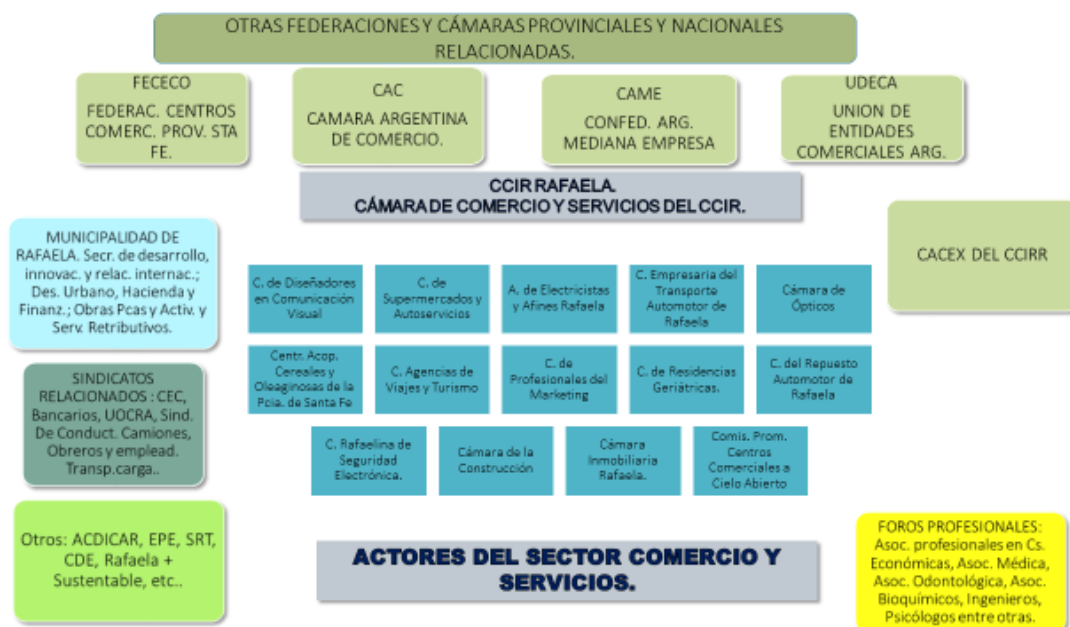 OTRAS FEDERACIONES Y CÁMARAS PROVINCIALES Y NACIONALES
RELACIONADAS.
FECECO
FEDERAC. CENTROS
COMERC. PROV. STA
FE.
CAC
CAMARA ARGENTINA
DE COMERCIO.
CAME
CONFED. ARG.
MEDIANA EMPRESA
UDECA
UNION DE
ENTIDADES
COMERCIALES ARG.
CCIR RAFAELA.
CÁMARA DE COMERCIO Y SERVICIOS DEL CCIR.
MUNICIPALIDAD DE
RAFAELA. Secr. de desarrollo,
innovac. y relac. internac.;
Des. Urbano, Hacienda y
Finanz.; Obras Pcas y Activ. y
Serv. Retributivos.
CACEX DEL CCIRR
C. de Diseñadores
en Comunicación
Visual
C. de
Supermercados y
Autoservicios
A. de Electricistas
y Afines Rafaela
C. Empresaria del
Transporte
Automotor de
Rafaela
Cámara de
Ópticos
Centr. Acop.
Cereales y
Oleaginosas de la
Pcia. de Santa Fe
C. Agencias de
Viajes y Turismo
C. de
Profesionales del
Marketing
C. de Residencias
Geriátricas.
C. del Repuesto
Automotor de
Rafaela
SINDICATOS
RELACIONADOS : CEC,
Bancarios, UOCRA, Sind.
De Conduct. Camiones,
Obreros y emplead.
Transp.carga..
C. Rafaelina de
Seguridad
Electrónica.
Cámara de la
Construcción
Cámara
Inmobiliaria
Rafaela.
Comis. Prom.
Centros
Comerciales a
Cielo Abierto
Otros: ACDICAR, EPE, SRT,
CDE, Rafaela +
Sustentable, etc..
ACTORES DEL SECTOR COMERCIO Y
SERVICIOS.
FOROS PROFESIONALES:
Asoc. profesionales en Cs.
Económicas, Asoc. Médica,
Asoc. Odontológica, Asoc.
Bioquímicos, Ingenieros,
Psicólogos entre otras.